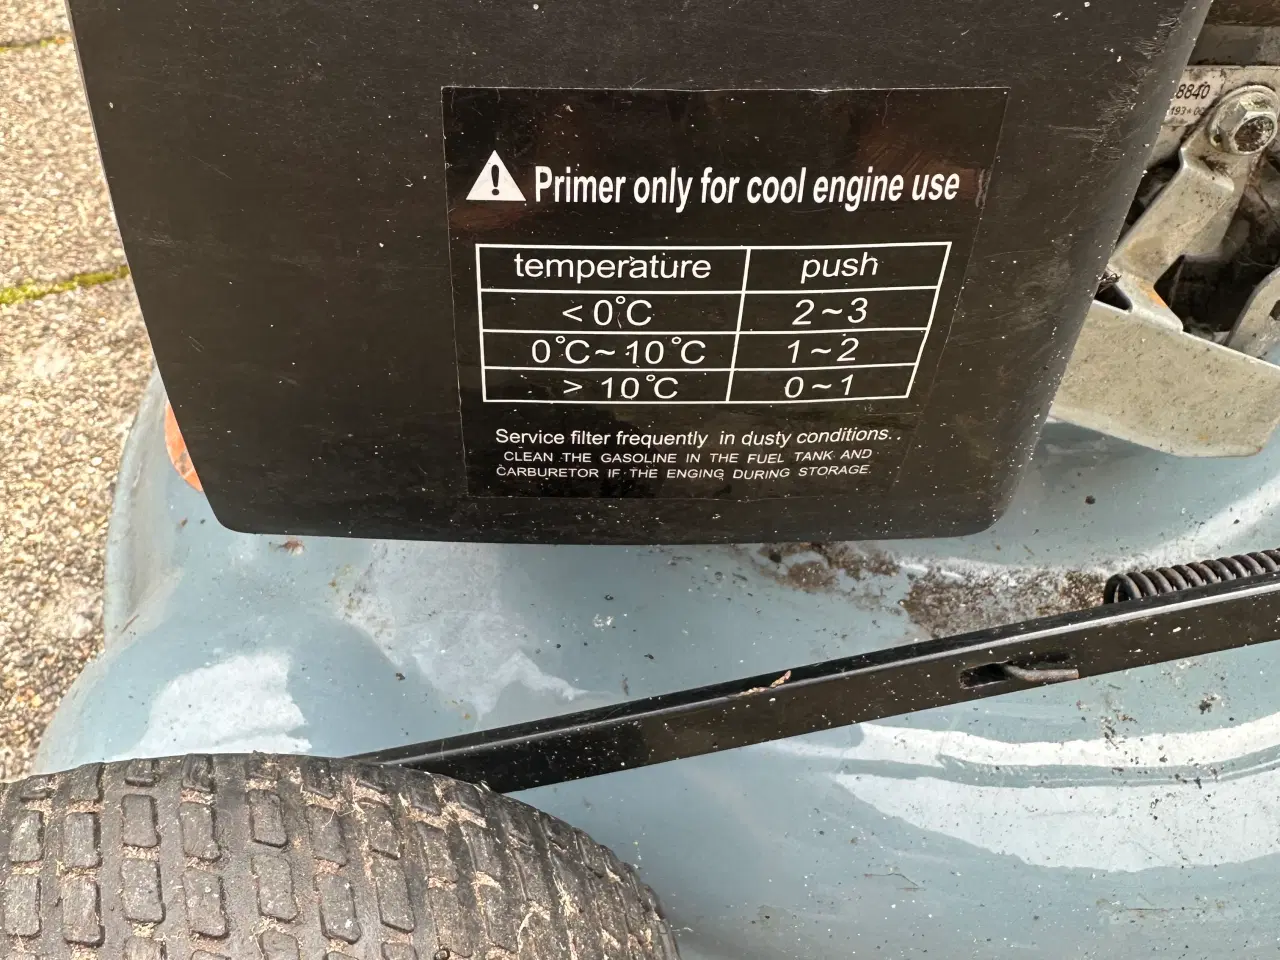 8840
Primer only for cool engine use
temperature push
< 0°C 2~3
0°C~10°C 1~2
> 10°C 0~1
Service filter frequently in dusty conditions..
CLEAN THE GASOLINE IN THE FUEL TANK AND
CARBURETOR IF THE ENGING DURING STORAGE.